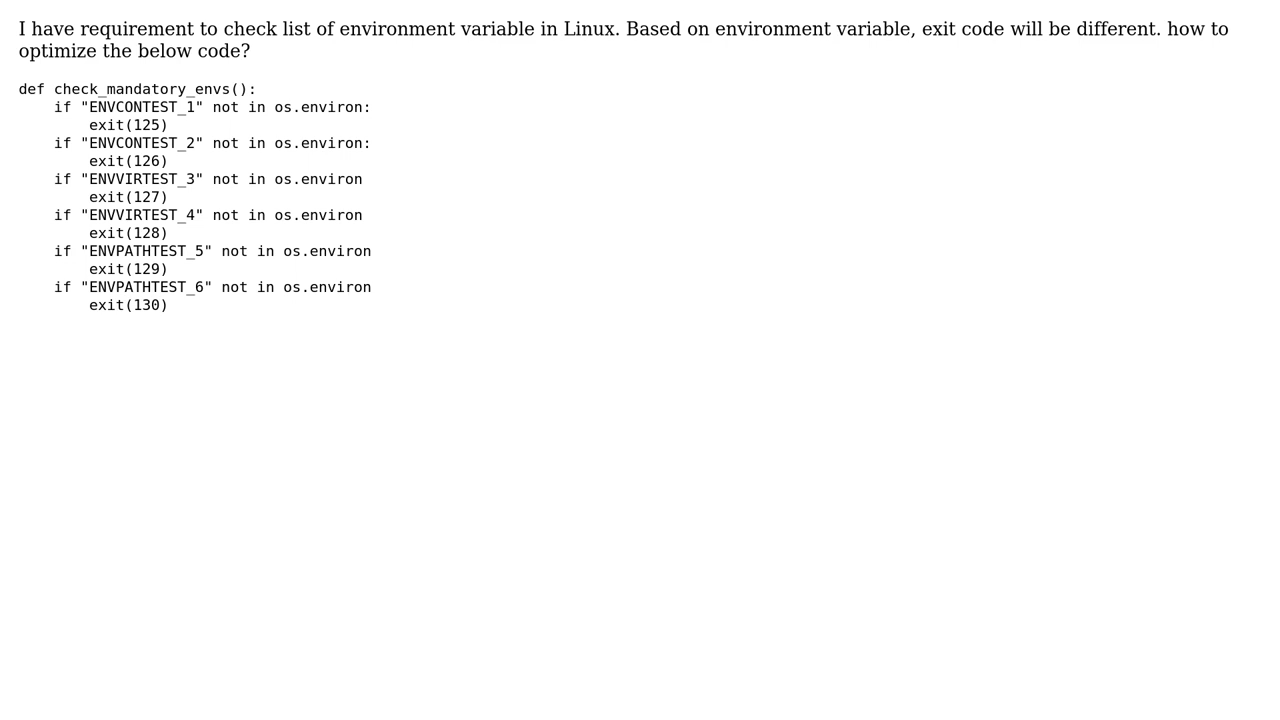 I have requirement to check list of environment variable in Linux. Based on environment variable, exit code will be different. how to
optimize the below code?
def check_mandatory_envs():
    if "ENVCONTEST_1" not in os.environ:
        exit(125)
    if "ENVCONTEST_2" not in os.environ:
        exit(126)
    if "ENVVIRTEST_3" not in os.environ
        exit(127)
    if "ENVVIRTEST_4" not in os.environ
        exit(128)
    if "ENVPATHTEST_5" not in os.environ
        exit(129)
    if "ENVPATHTEST_6" not in os.environ
        exit(130)